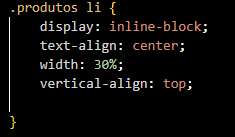 .produtos li {
display: inline-block;
text-align: center;
width: 30%;
vertical-align: top;
}